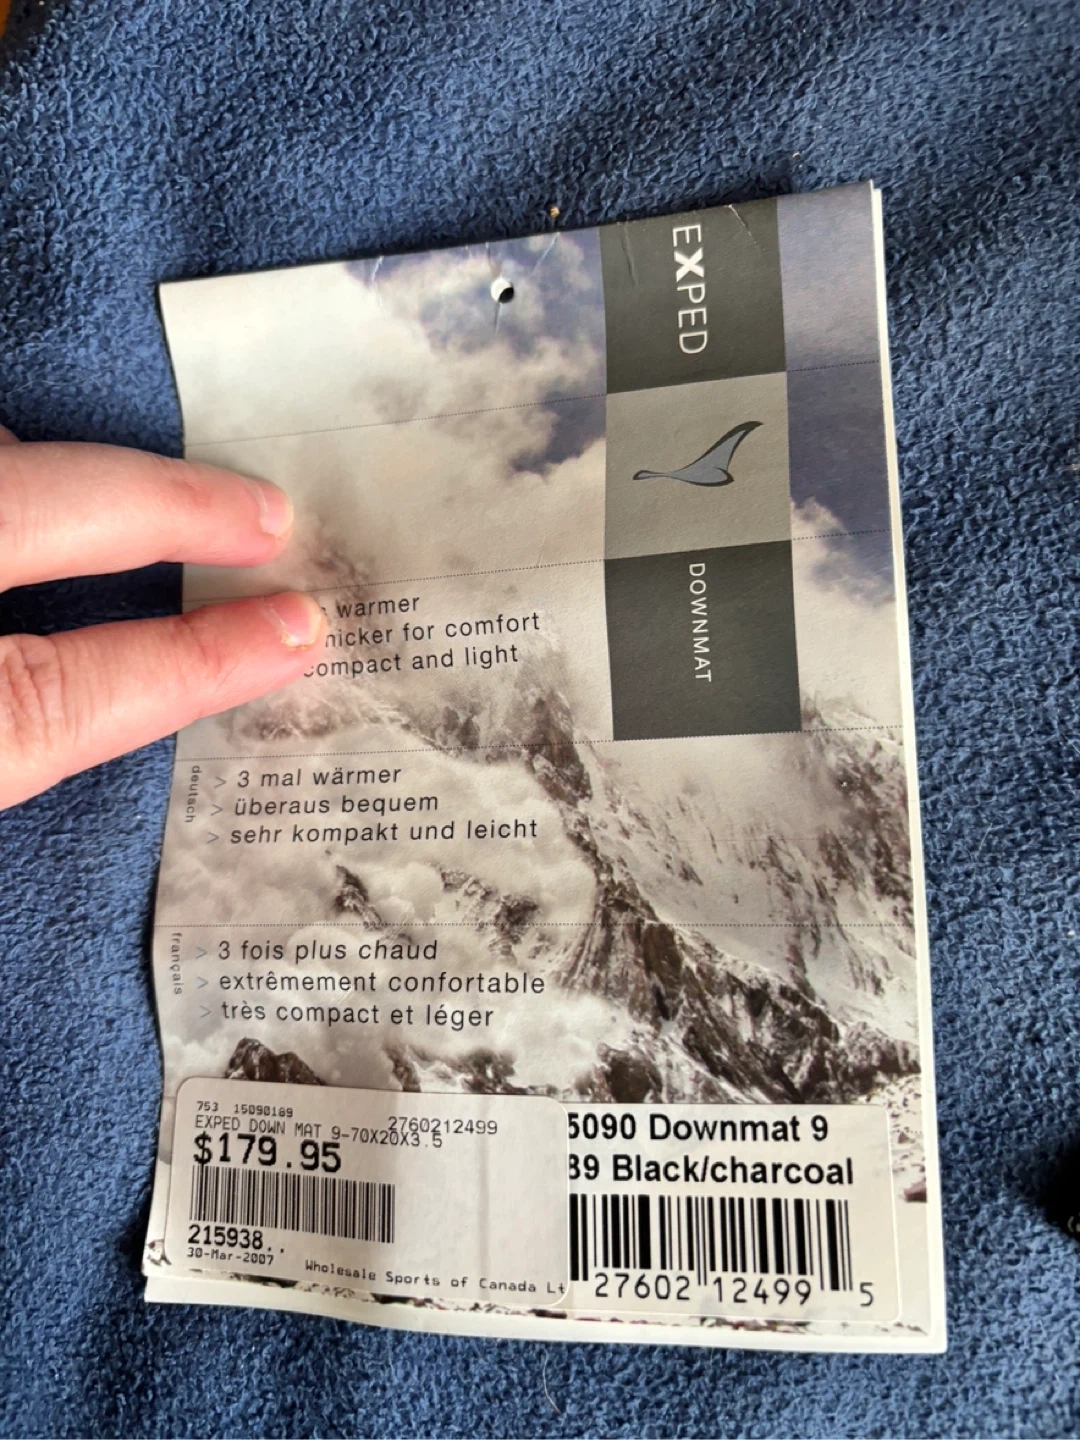 EXPED
DOWNMAT
warmer
for comfort
and light
deutsch
> 3 mal wärmer
> überaus bequem
> sehr kompakt und leicht
français
> 3 fois plus chaud
> extrêmement confortable
> très compact et léger
753 15090189
2760212499
EXPED DOWN MAT 9-70X20X3.5
$179.95
215938..
30-Mar-2007
Wholesale Sports of Canada Lt
5090 Downmat 9
39 Black/charcoal
27602 12499 5